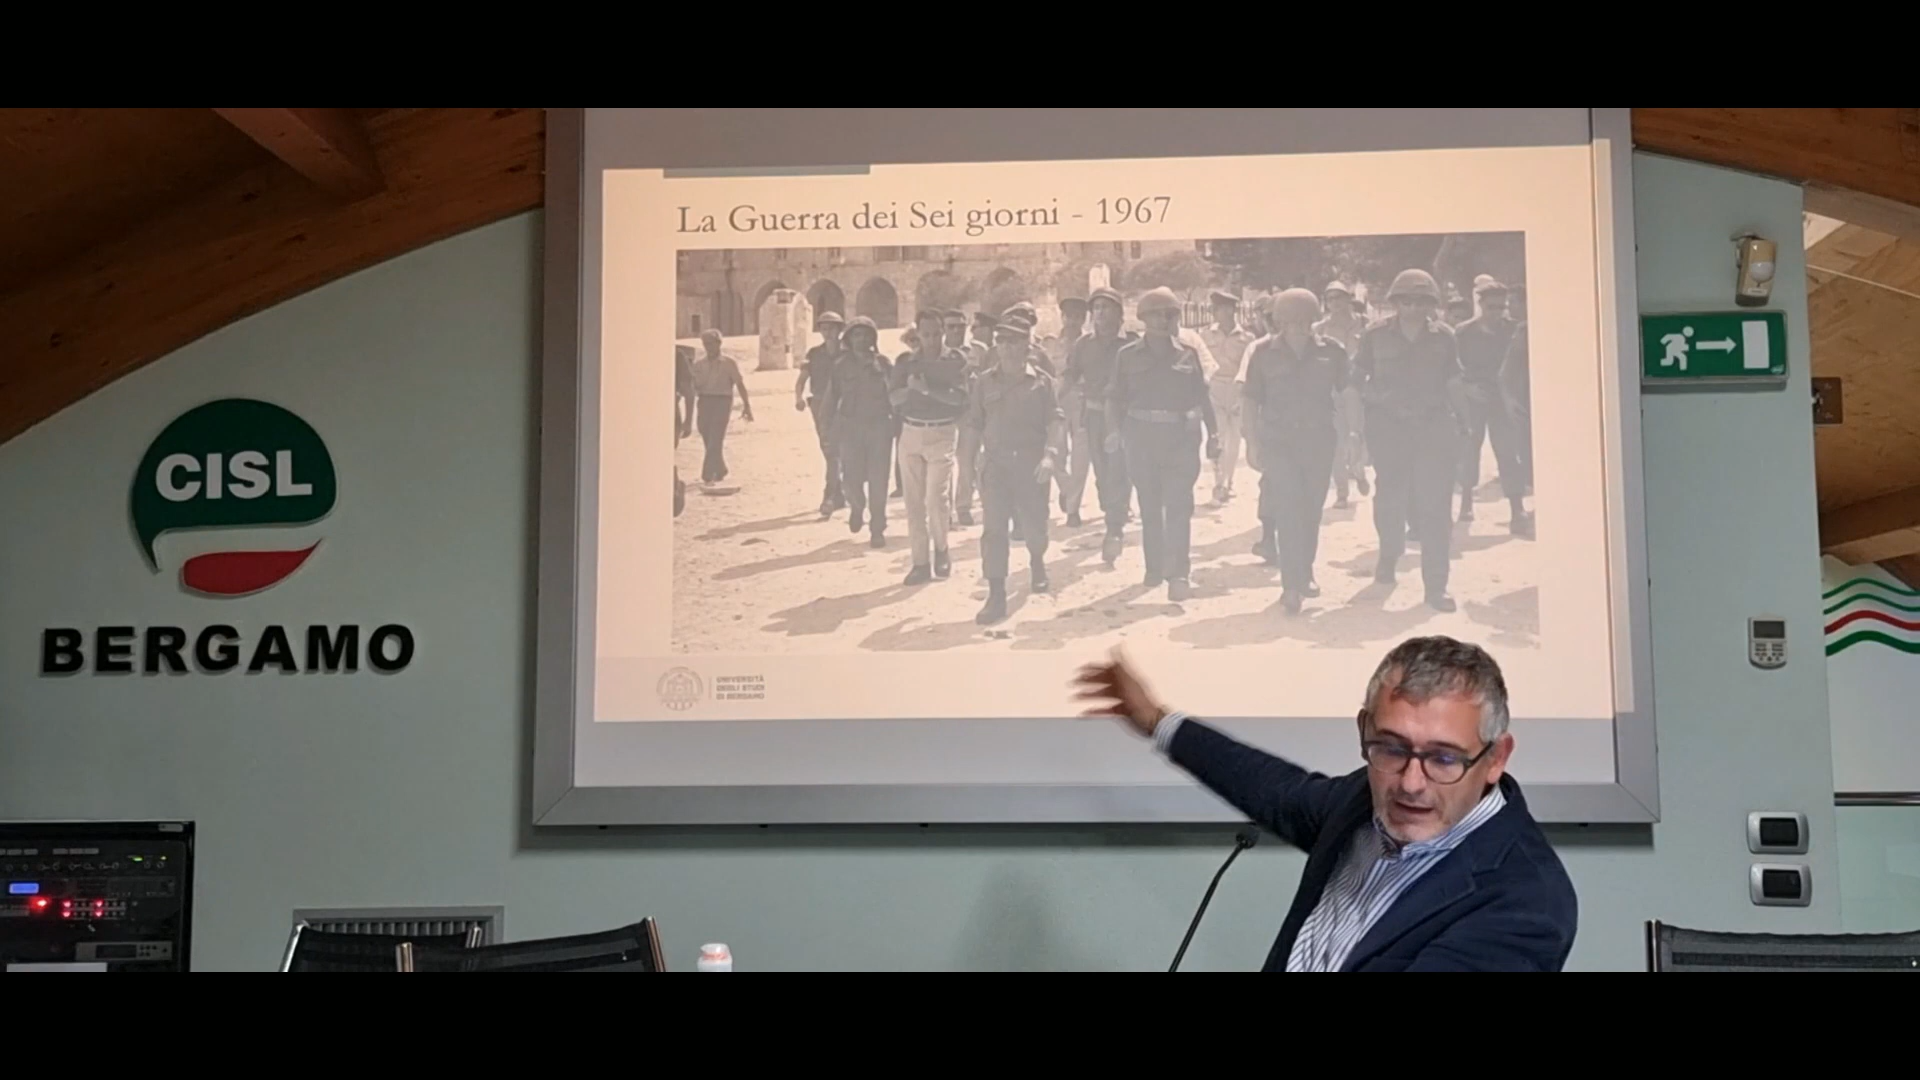 La Guerra dei Sei giorni - 1967
CISL
BERGAMO
UNIVERSITÀ
DEGLI STUDI
DI BERGAMO